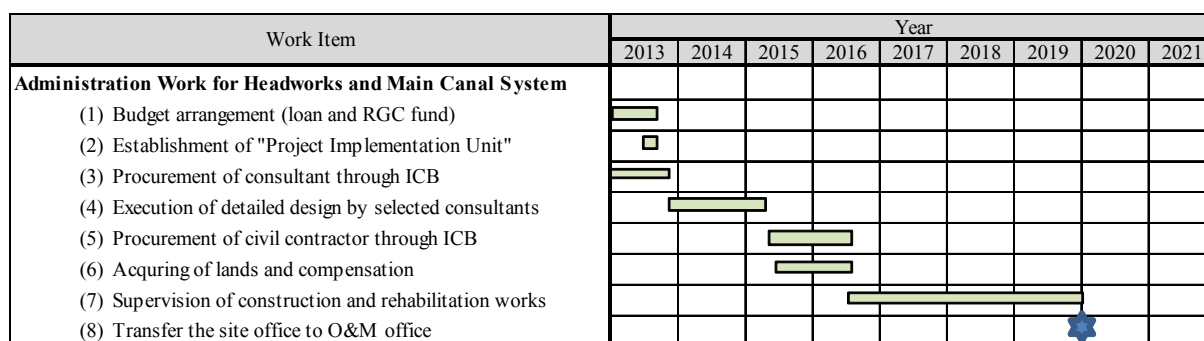 Work Item
Year
2013 2014 2015 2016 2017 2018 2019 2020 2021
Administration Work for Headworks and Main Canal System
(1) Budget arrangement (loan and RGC fund)
(2) Establishment of "Project Implementation Unit"
(3) Procurement of consultant through ICB
(4) Execution of detailed design by selected consultants
(5) Procurement of civil contractor through ICB
(6) Acquring of lands and compensation
(7) Supervision of construction and rehabilitation works
(8) Transfer the site office to O&M office